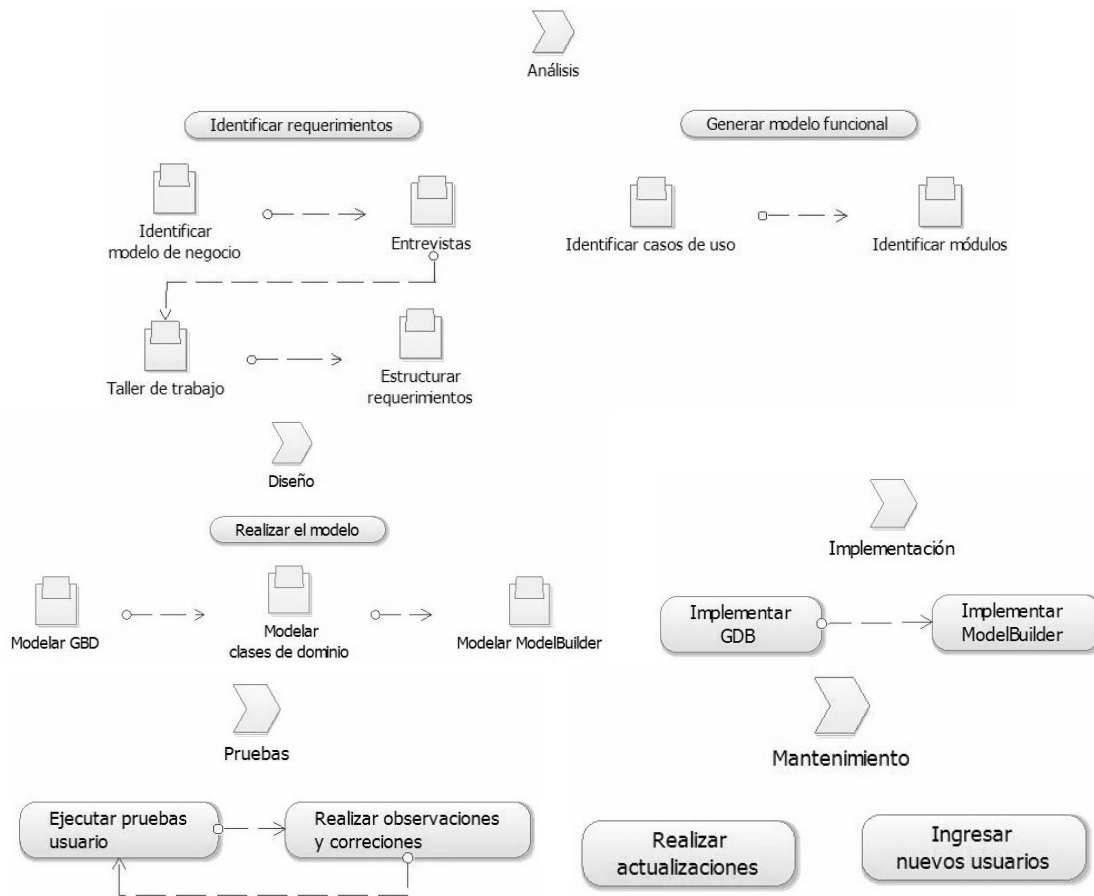 Análisis
Identificar requerimientos
Generar modelo funcional
Identificar
modelo de negocio
Entrevistas
Identificar casos de uso
Identificar módulos
Taller de trabajo
Estructurar
requerimientos
Diseño
Realizar el modelo
Modelar GBD
Modelar
clases de dominio
Modelar ModelBuilder
Implementación
Implementar
GDB
Implementar
ModelBuilder
Pruebas
Ejecutar pruebas
usuario
Realizar observaciones
y correciones
Mantenimiento
Realizar
actualizaciones
Ingresar
nuevos usuarios